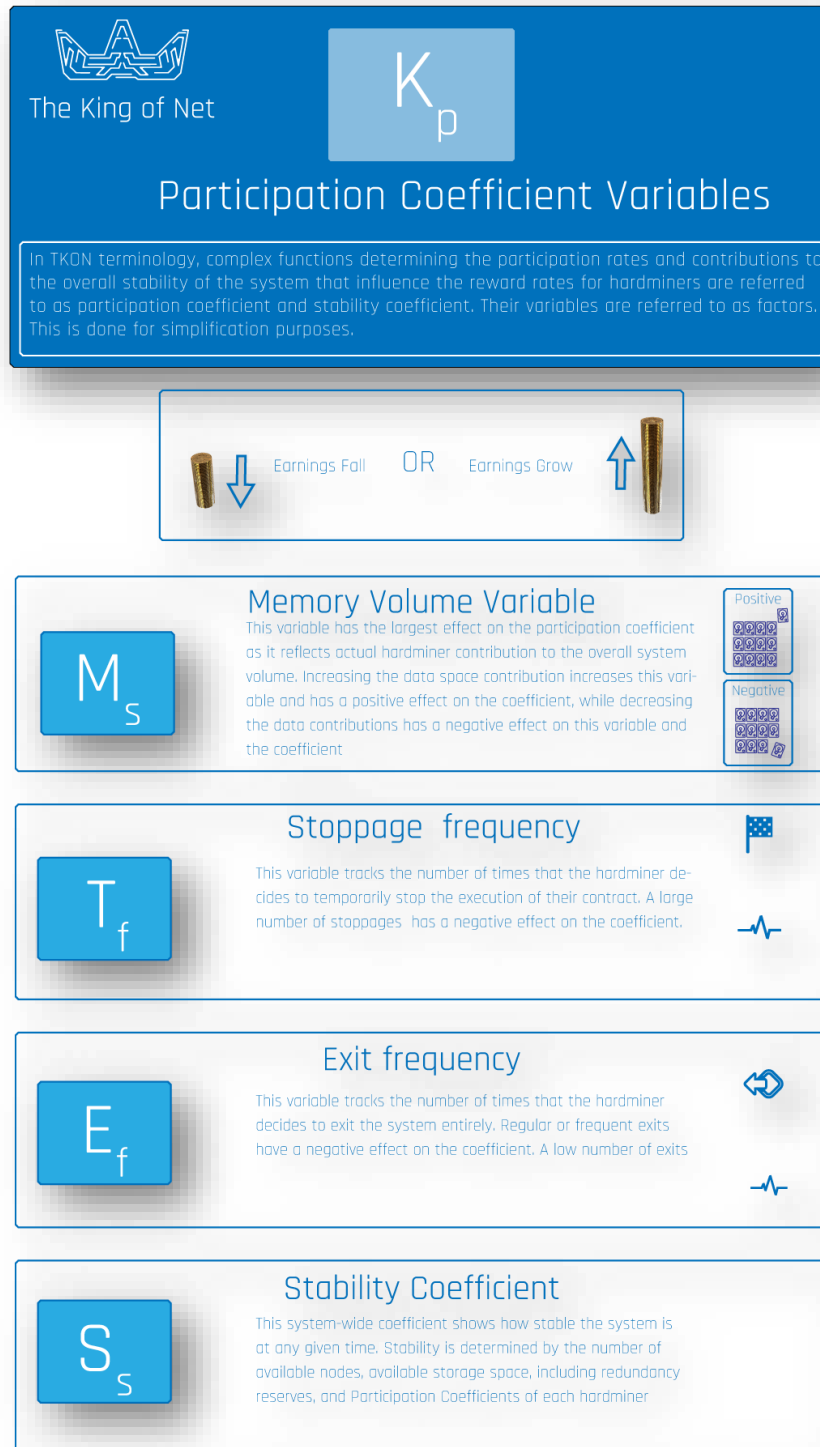 The King of Net
K
p
Participation Coefficient Variables
In TKON terminology, complex functions determining the participation rates and contributions to
the overall stability of the system that influence the reward rates for hardminers are referred
to as participation coefficient and stability coefficient. Their variables are referred to as factors.
This is done for simplification purposes.
Earnings Fall OR Earnings Grow
Memory Volume Variable
This variable has the largest effect on the participation coefficient
as it reflects actual hardminer contribution to the overall system
volume. Increasing the data space contribution increases this vari-
able and has a positive effect on the coefficient, while decreasing
the data contributions has a negative effect on this variable and
the coefficient
M
s
Positive
Negative
Stoppage frequency
This variable tracks the number of times that the hardminer de-
cides to temporarily stop the execution of their contract. A large
number of stoppages has a negative effect on the coefficient.
T
f
Exit frequency
This variable tracks the number of times that the hardminer
decides to exit the system entirely. Regular or frequent exits
have a negative effect on the coefficient. A low number of exits
E
f
Stability Coefficient
This system-wide coefficient shows how stable the system is
at any given time. Stability is determined by the number of
available nodes, available storage space, including redundancy
reserves, and Participation Coefficients of each hardminer
S
s